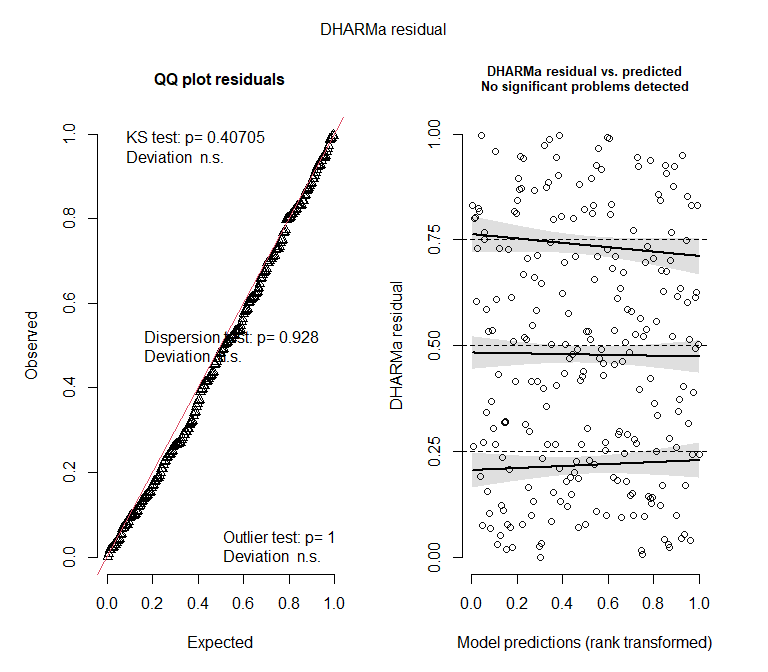 DHARMa residual
QQ plot residuals
KS test: p= 0.40705
Deviation n.s.
Dispersion test: p= 0.928
Deviation n.s.
Outlier test: p= 1
Deviation n.s.
Observed
0.0 0.2 0.4 0.6 0.8 1.0
0.0 0.2 0.4 0.6 0.8 1.0
Expected
DHARMa residual vs. predicted
No significant problems detected
DHARMa residual
0.00 0.25 0.50 0.75 1.00
0.0 0.2 0.4 0.6 0.8 1.0
Model predictions (rank transformed)